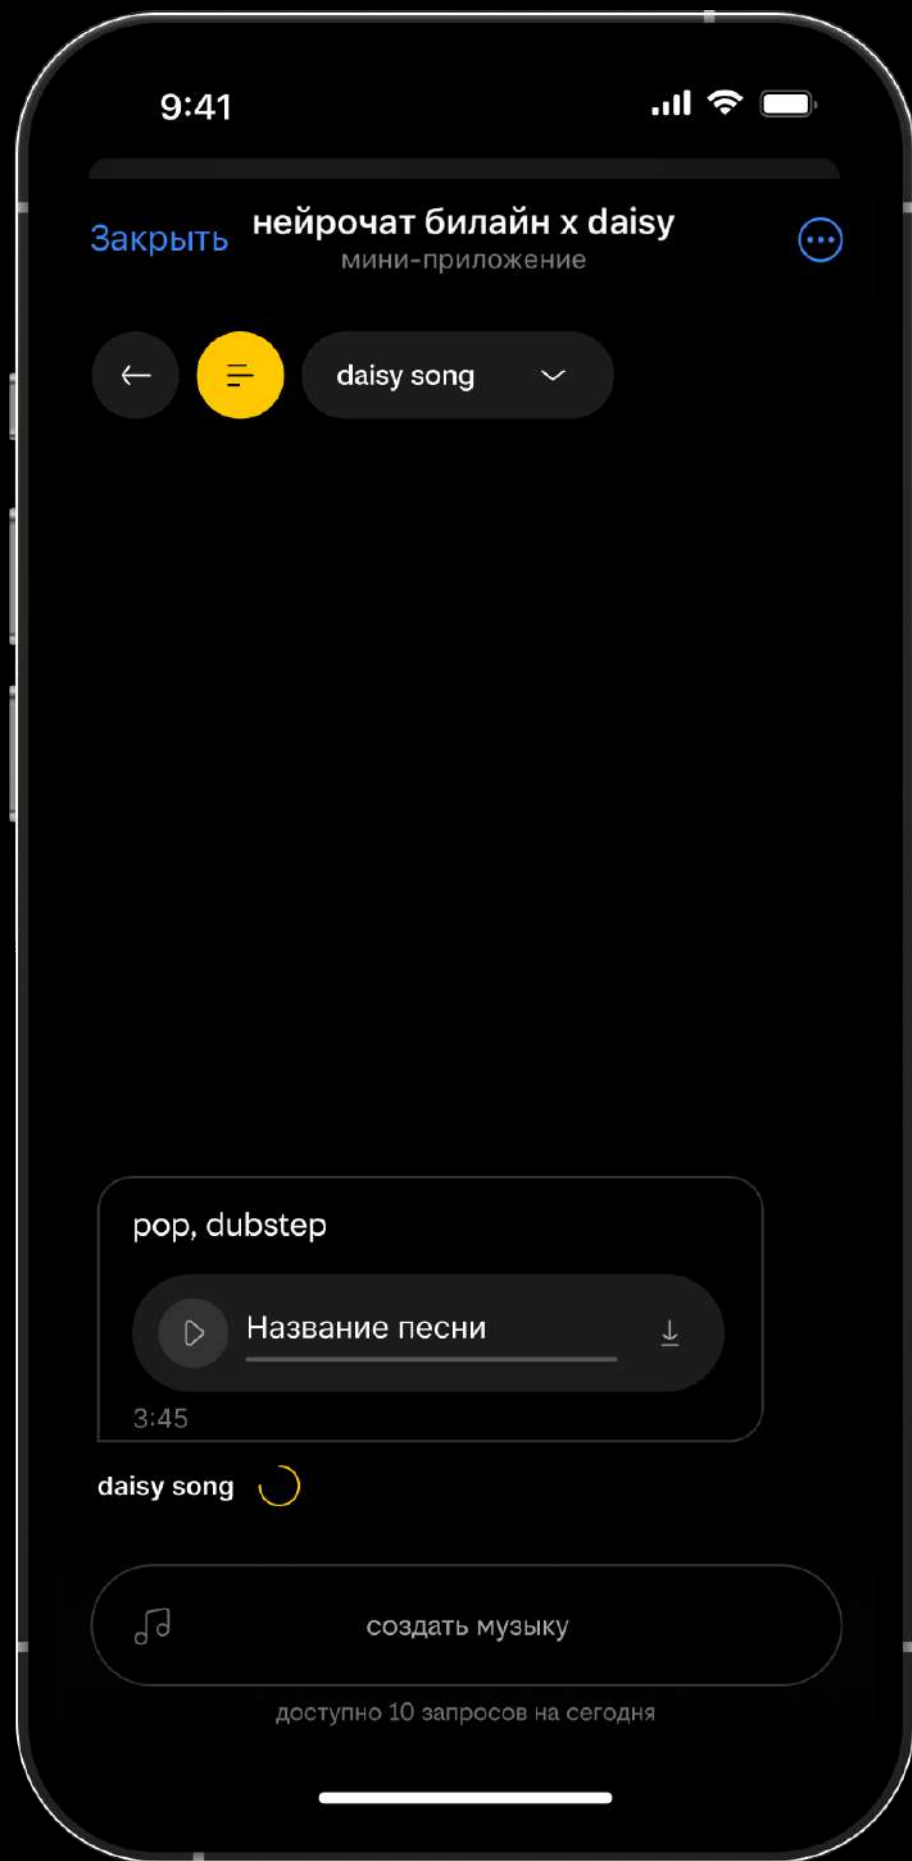 9:41
Закрыть
нейрочат билайн x daisy
мини-приложение
daisy song
pop, dubstep
Название песни
3:45
daisy song
создать музыку
доступно 10 запросов на сегодня